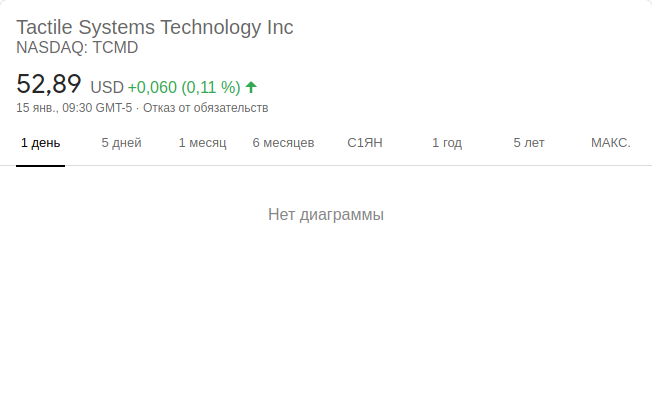 Tactile Systems Technology Inc
NASDAQ: TCMD
52,89 USD +0,060 (0,11 %)
15 янв., 09:30 GMT-5 · Отказ от обязательств
1 день 5 дней 1 месяц 6 месяцев С1ЯН 1 год 5 лет МАКС.
Нет диаграммы